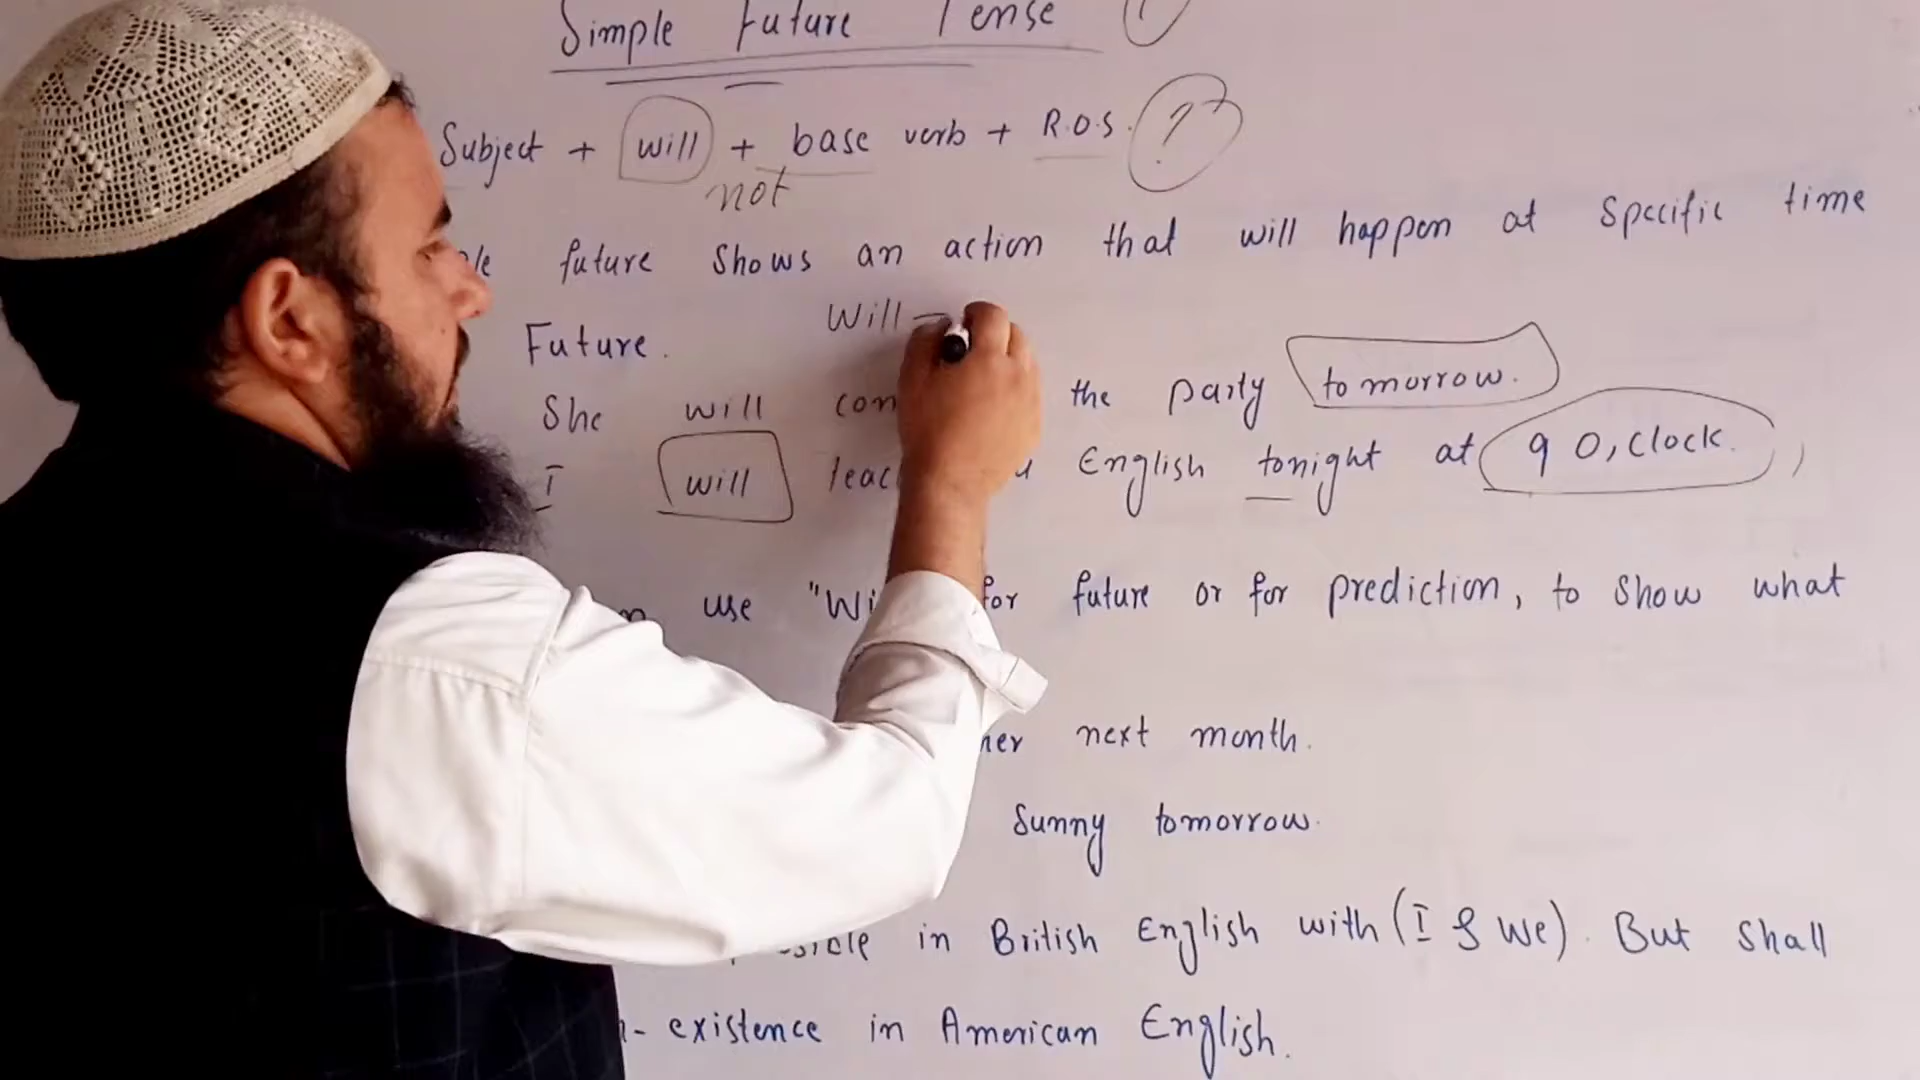 Simple Future Tense
Subject + will + base verb + R.O.S. ?
not
future shows an action that will happen at specific time
Will
Future.
She will the party tomorrow.
I will English tonight at 9 O,Clock.
use for future or for prediction, to show what
next month.
Sunny tomorrow.
in British English with (I & We). But Shall
existence in American English.